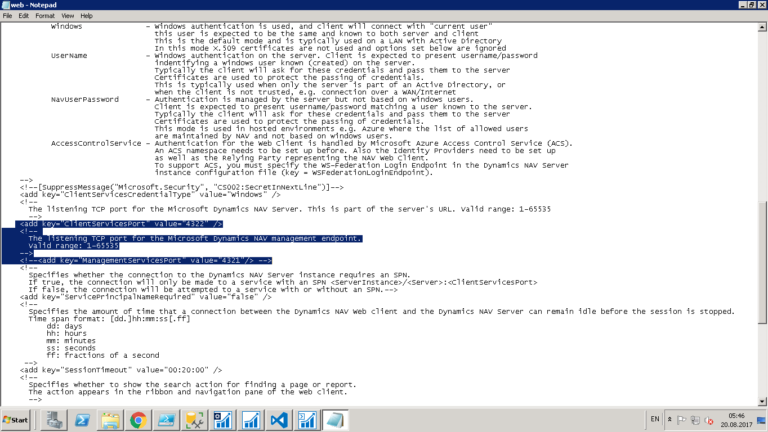 web - Notepad
File Edit Format View Help
Windows - Windows authentication is used, and client will connect with "current user"
this user is expected to be the same and known to both server and client
This is the default mode and is typically used on a LAN with Active Directory
In this mode X.509 certificates are not used and options set below are ignored
UserName - Windows authentication on the server. Client is expected to present username/password
indentifying a windows user known (created) on the server.
Typically the client will ask for these credentials and pass them to the server
Certificates are used to protect the passing of credentials.
This is typically used when only the server is part of an Active Directory, or
when the client is not trusted, e.g. connection over a WAN/Internet
NavUserPassword - Authentication is managed by the server but not based on windows users.
Client is expected to present username/password matching a user known to the server.
Typically the client will ask for these credentials and pass them to the server
Certificates are used to protect the passing of credentials.
This mode is used in hosted environments e.g. Azure where the list of allowed users
are maintained by NAV and not based on windows users.
AccessControlService - Authentication for the Web Client is handled by Microsoft Azure Access Control Service (ACS).
An ACS namespace needs to be set up before. Also the Identity Providers need to be set up
as well as the Relying Party representing the NAV Web Client.
To support ACS, you must specify the WS-Federation Login Endpoint in the Dynamics NAV Server
instance configuration file (key = WSFederationLoginEndpoint).
-->
<!--[SuppressMessage("Microsoft.Security", "CS002:SecretInNextLine")]-->
<add key="ClientServicesCredentialType" value="Windows" />
<!--
The listening TCP port for the Microsoft Dynamics NAV Server. This is part of the server's URL. Valid range: 1-65535
-->
<add key="ClientServicesPort" value="4322" />
<!--
The listening TCP port for the Microsoft Dynamics NAV management endpoint.
Valid range: 1-65535
-->
<!--<add key="ManagementServicesPort" value="4321"/> -->
<!--
Specifies whether the connection to the Dynamics NAV Server instance requires an SPN.
If true, the connection will only be made to a service with an SPN <ServerInstance>/<Server>:<ClientServicesPort>
If false, the connection will be attempted to a service with or without an SPN.-->
<add key="ServicePrincipalNameRequired" value="false" />
<!--
Specifies the amount of time that a connection between the Dynamics NAV Web client and the Dynamics NAV Server can remain idle before the session is stopped.
Time span format: [dd.]hh:mm:ss[.ff]
dd: days
hh: hours
mm: minutes
ss: seconds
ff: fractions of a second
-->
<add key="SessionTimeout" value="00:20:00" />
<!--
Specifies whether to show the search action for finding a page or report.
The action appears in the ribbon and navigation pane of the web client.
-->
Start
EN
05:46
20.08.2017